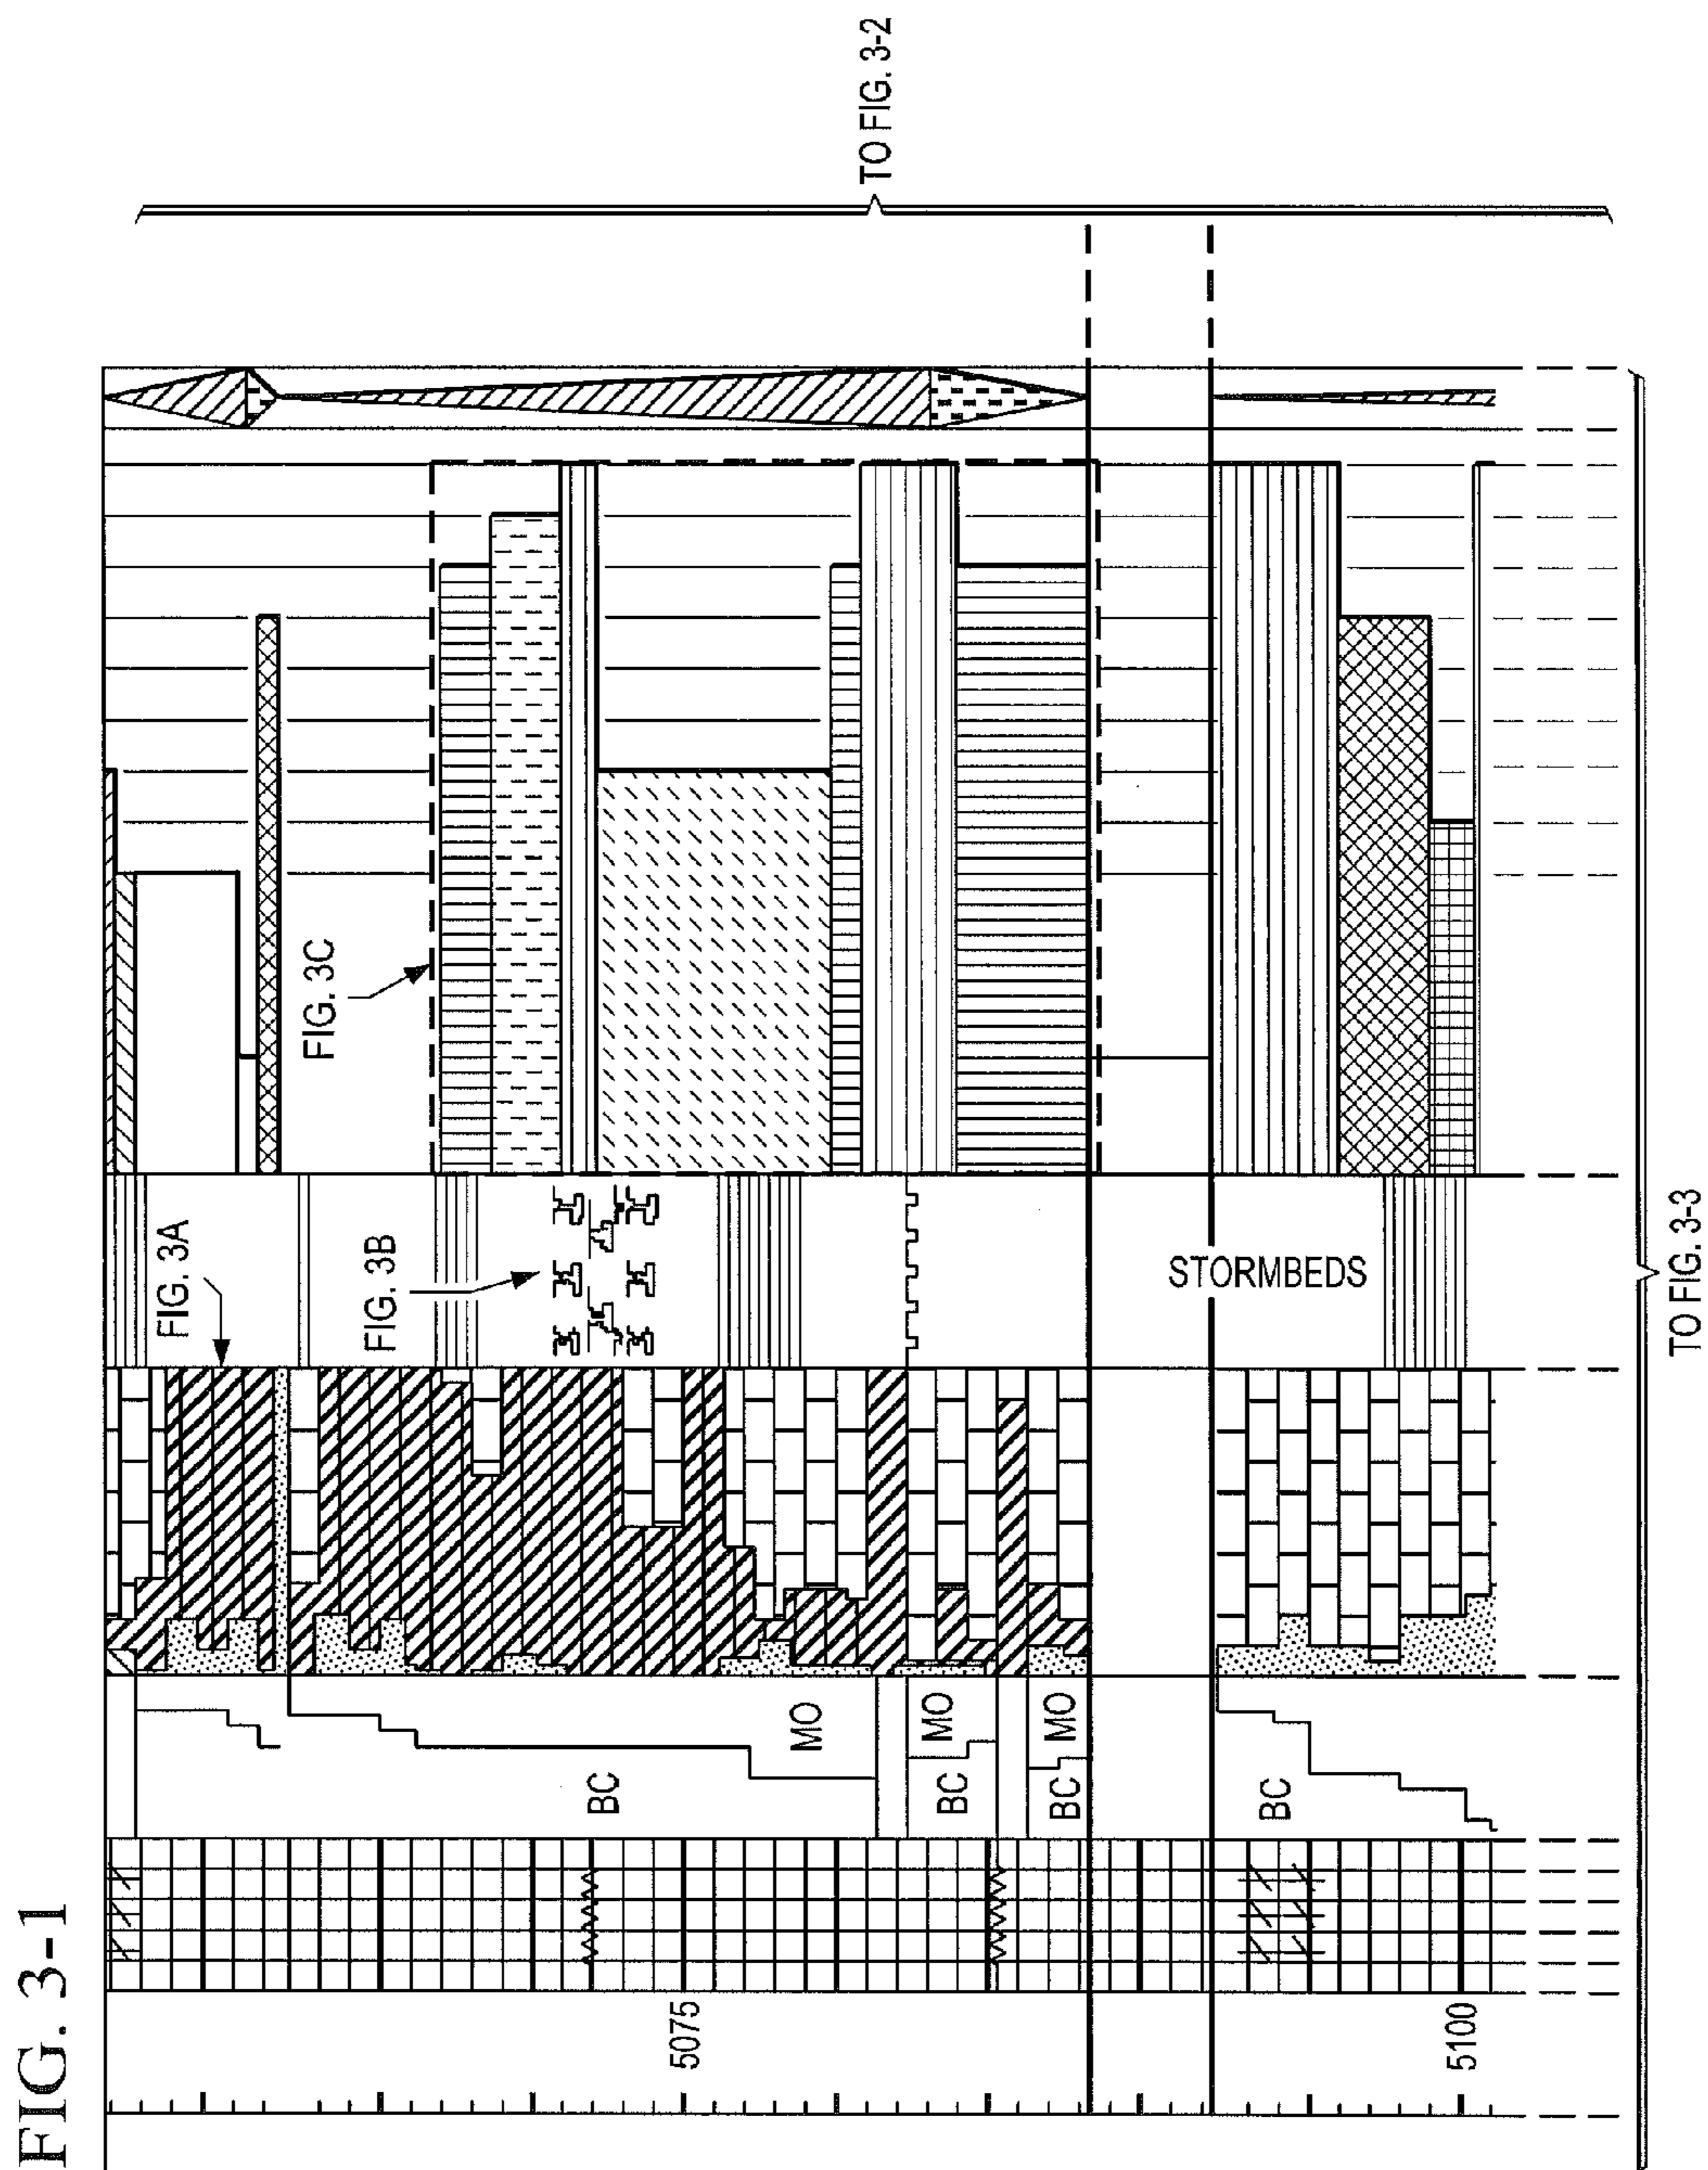 FIG. 3-1
5075
5100
BC
MO
BC
MO
BC
MO
BC
FIG. 3A
FIG. 3B
STORMBEDS
FIG. 3C
TO FIG. 3-2
TO FIG. 3-3